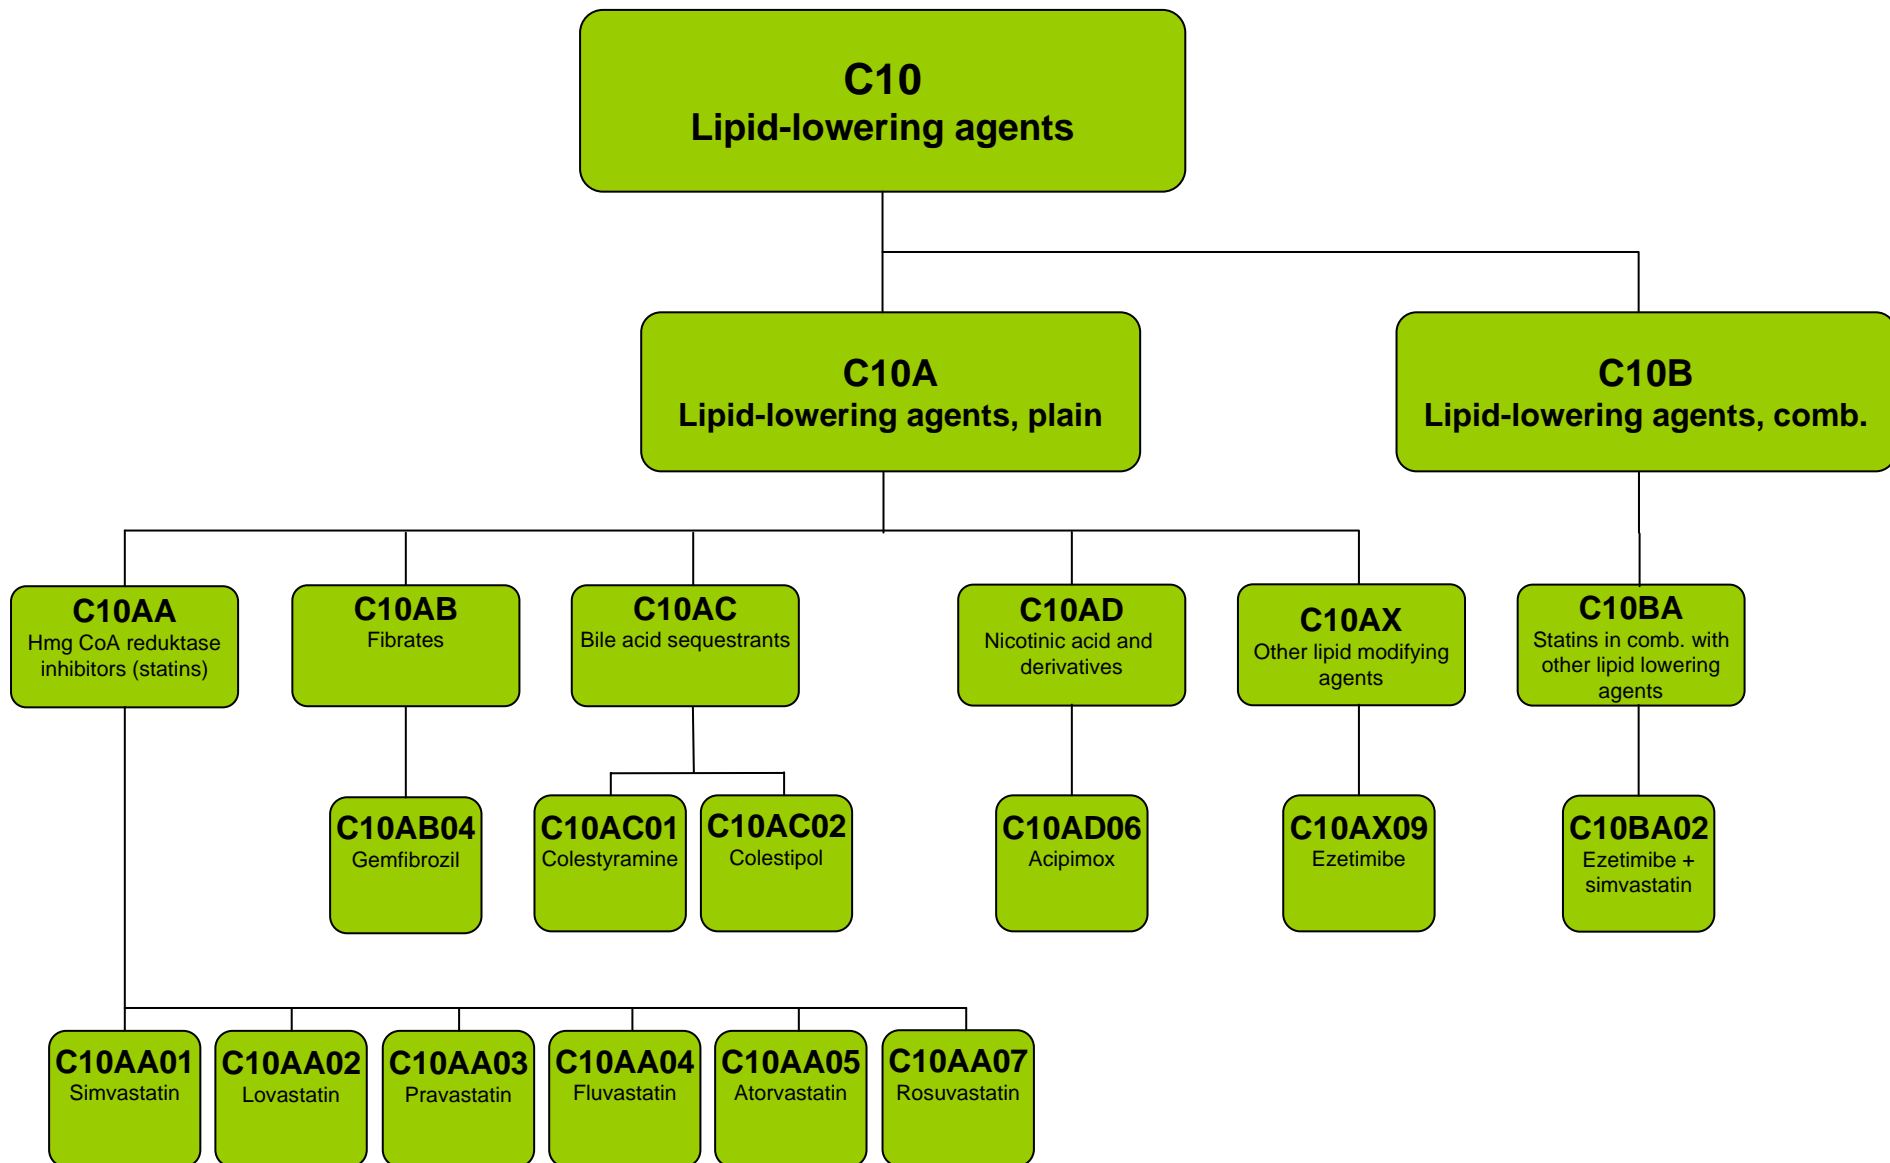 C10
Lipid-lowering agents
C10A
Lipid-lowering agents, plain
C10B
Lipid-lowering agents, comb.
C10AA
Hmg CoA reduktase
inhibitors (statins)
C10AB
Fibrates
C10AC
Bile acid sequestrants
C10AD
Nicotinic acid and
derivatives
C10AX
Other lipid modifying
agents
C10BA
Statins in comb. with
other lipid lowering
agents
C10AB04
Gemfibrozil
C10AC01
Colestyramine
C10AC02
Colestipol
C10AD06
Acipimox
C10AX09
Ezetimibe
C10BA02
Ezetimibe +
simvastatin
C10AA01
Simvastatin
C10AA02
Lovastatin
C10AA03
Pravastatin
C10AA04
Fluvastatin
C10AA05
Atorvastatin
C10AA07
Rosuvastatin